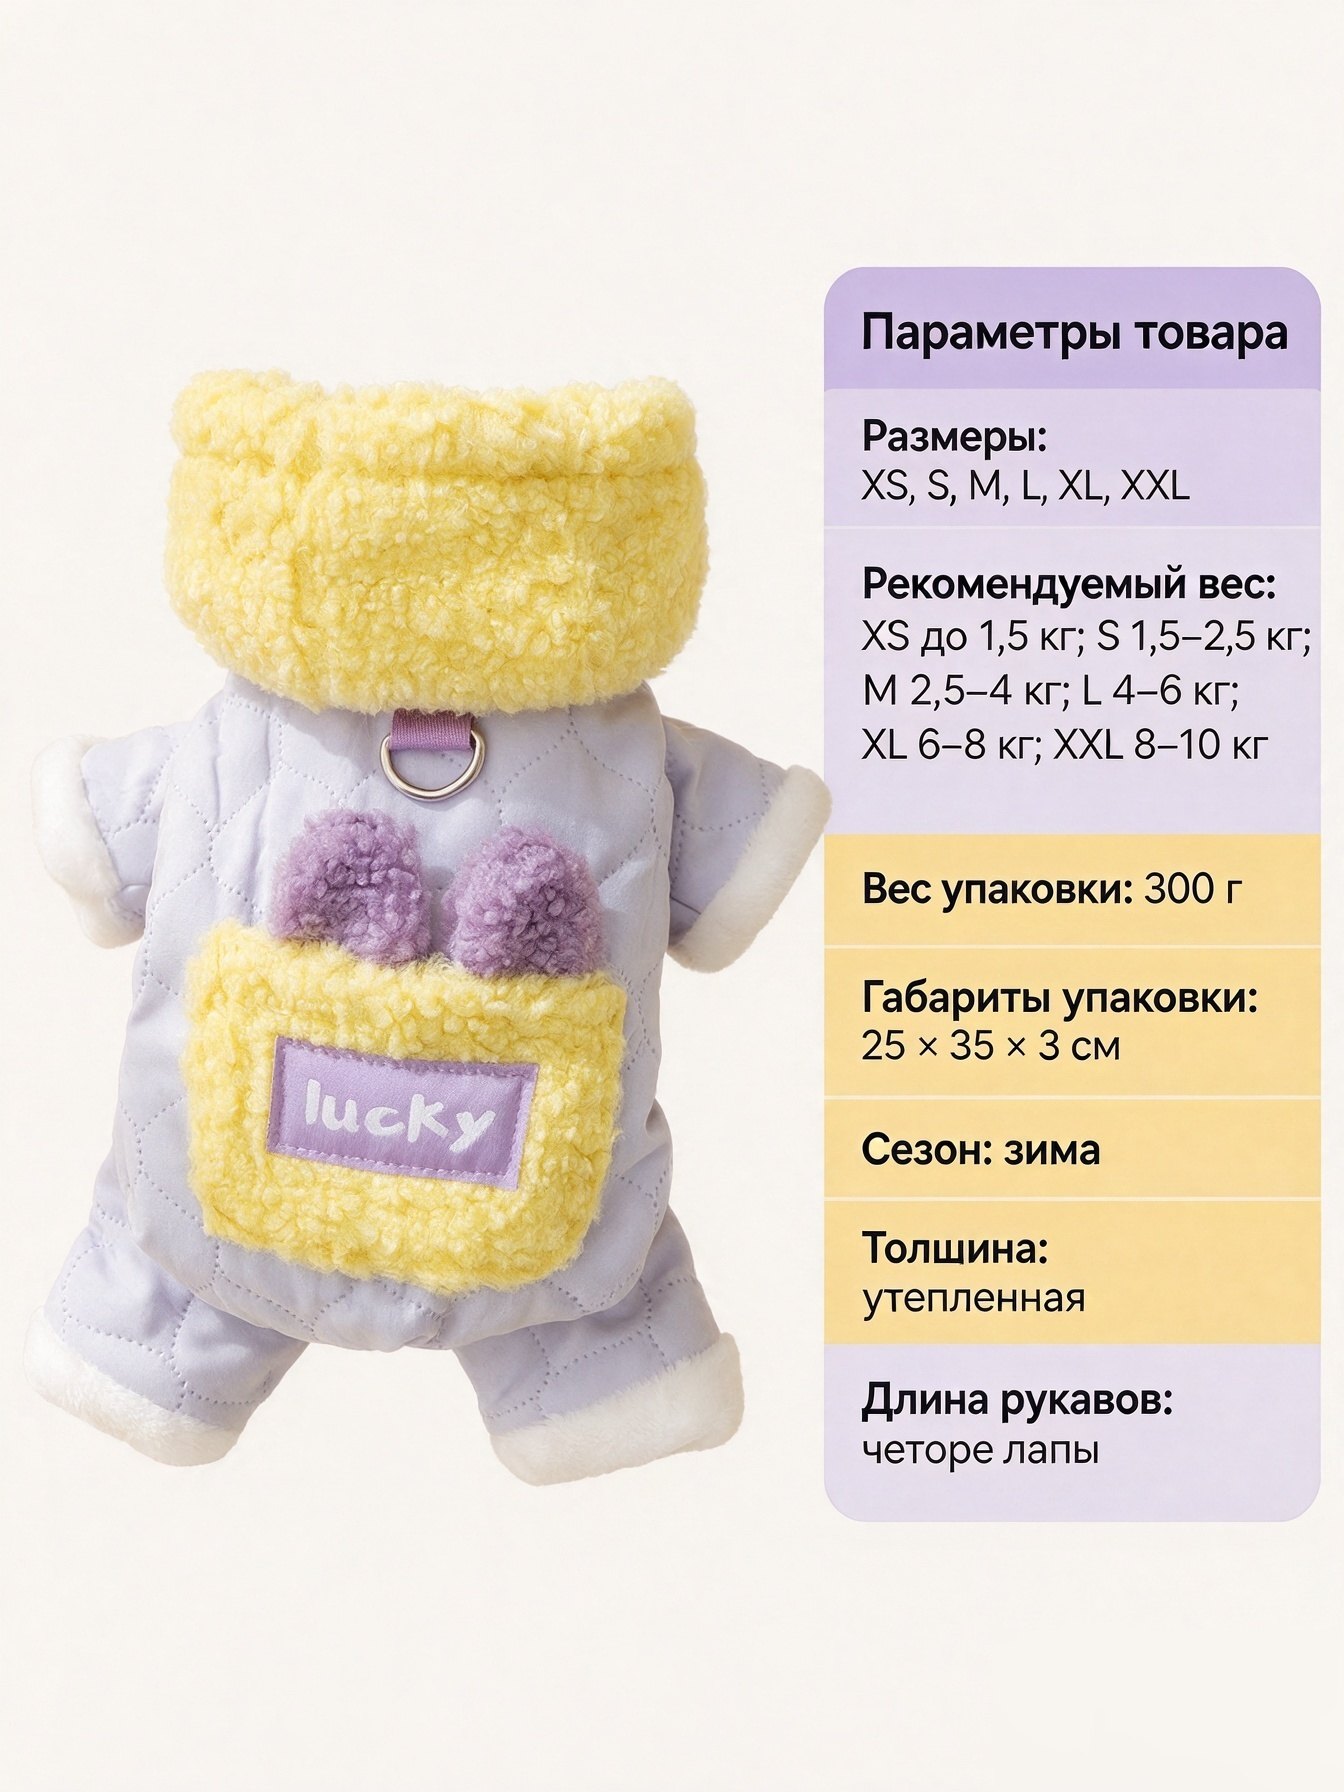 lucky
Параметры товара
Размеры:
XS, S, M, L, XL, XXL
Рекомендуемый вес:
XS до 1,5 кг; S 1,5–2,5 кг;
M 2,5–4 кг; L 4–6 кг;
XL 6–8 кг; XXL 8–10 кг
Вес упаковки: 300 г
Габариты упаковки:
25 × 35 × 3 см
Сезон: зима
Толшина:
утепленная
Длина рукавов:
четоре лапы